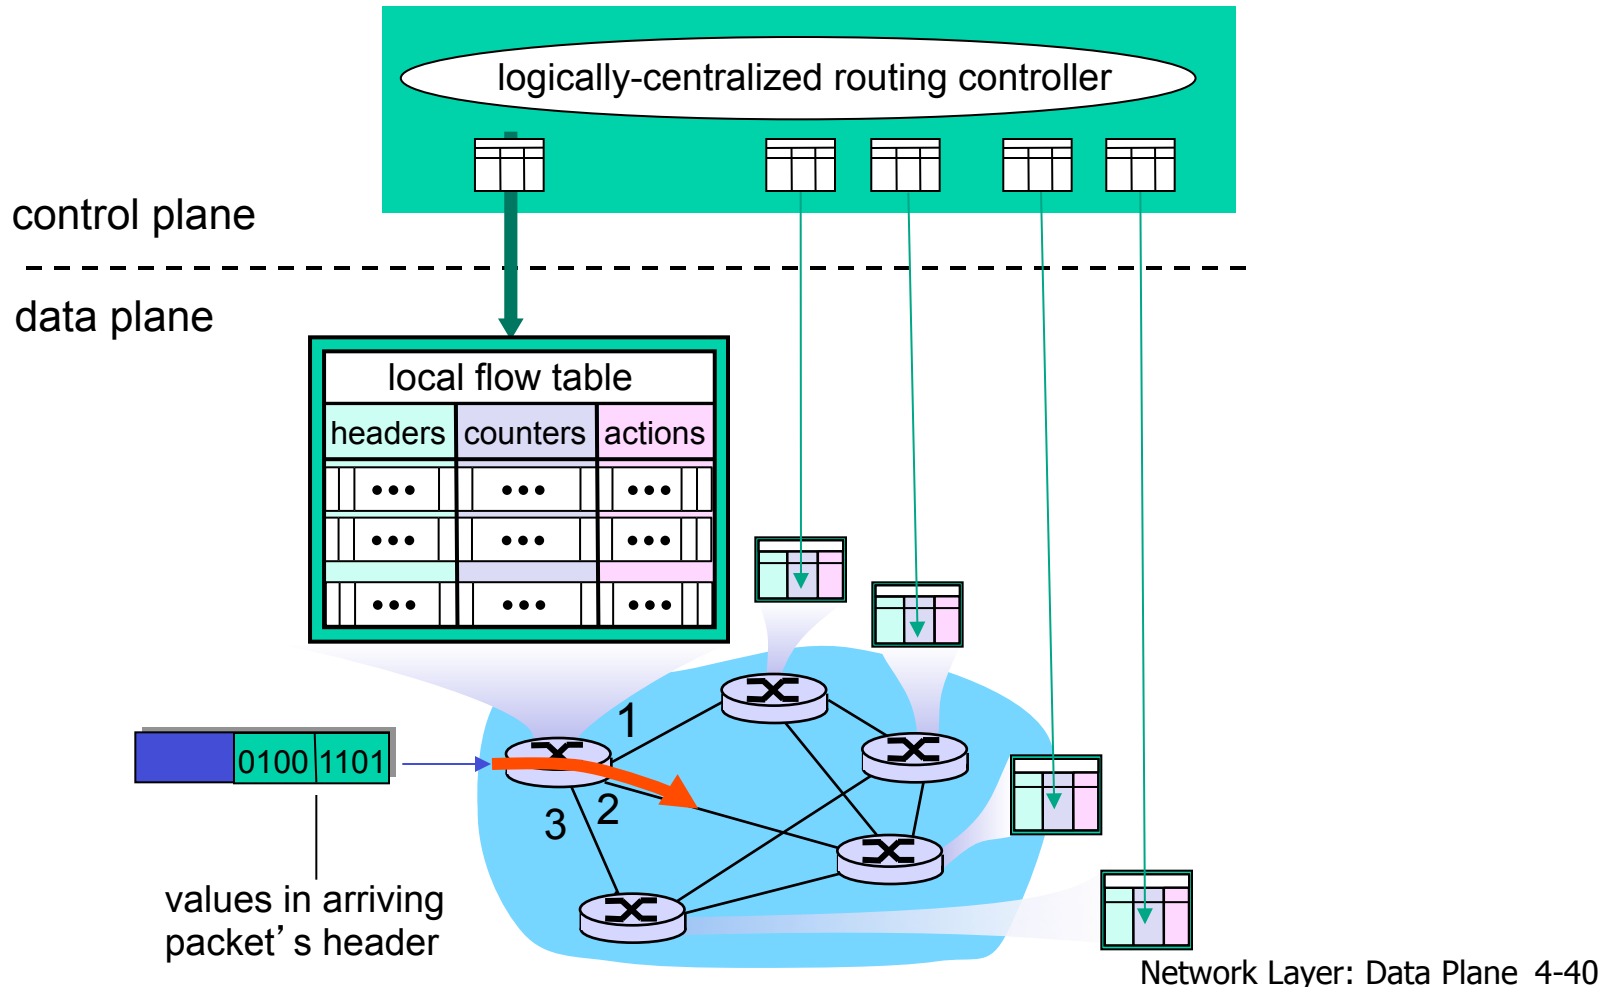 logically-centralized routing controller
control plane
data plane
local flow table
headers counters actions
1
0100 1101
2
3
values in arriving
packet’s header
Network Layer: Data Plane 4-40